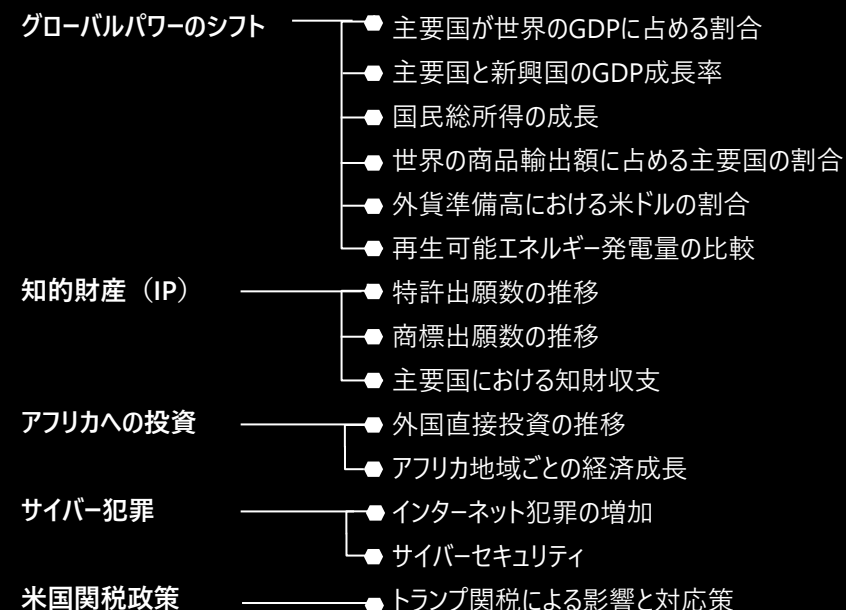 グローバルパワーのシフト
主要国が世界のGDPに占める割合
主要国と新興国のGDP成長率
国民総所得の成長
世界の商品輸出額に占める主要国の割合
外貨準備高における米ドルの割合
再生可能エネルギー発電量の比較
知的財産（IP）
特許出願数の推移
商標出願数の推移
主要国における知財収支
アフリカへの投資
外国直接投資の推移
アフリカ地域ごとの経済成長
サイバー犯罪
インターネット犯罪の増加
サイバーセキュリティ
米国関税政策
トランプ関税による影響と対応策